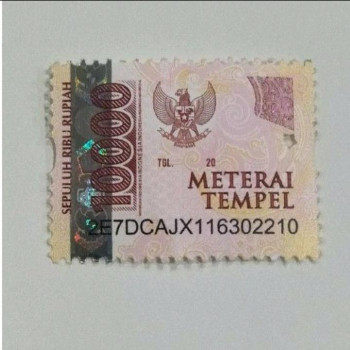 SEPULUH RIBU RUPIAH
10000
TGL. 20
METERAI
TEMPEL
2E7DCAJX116302210